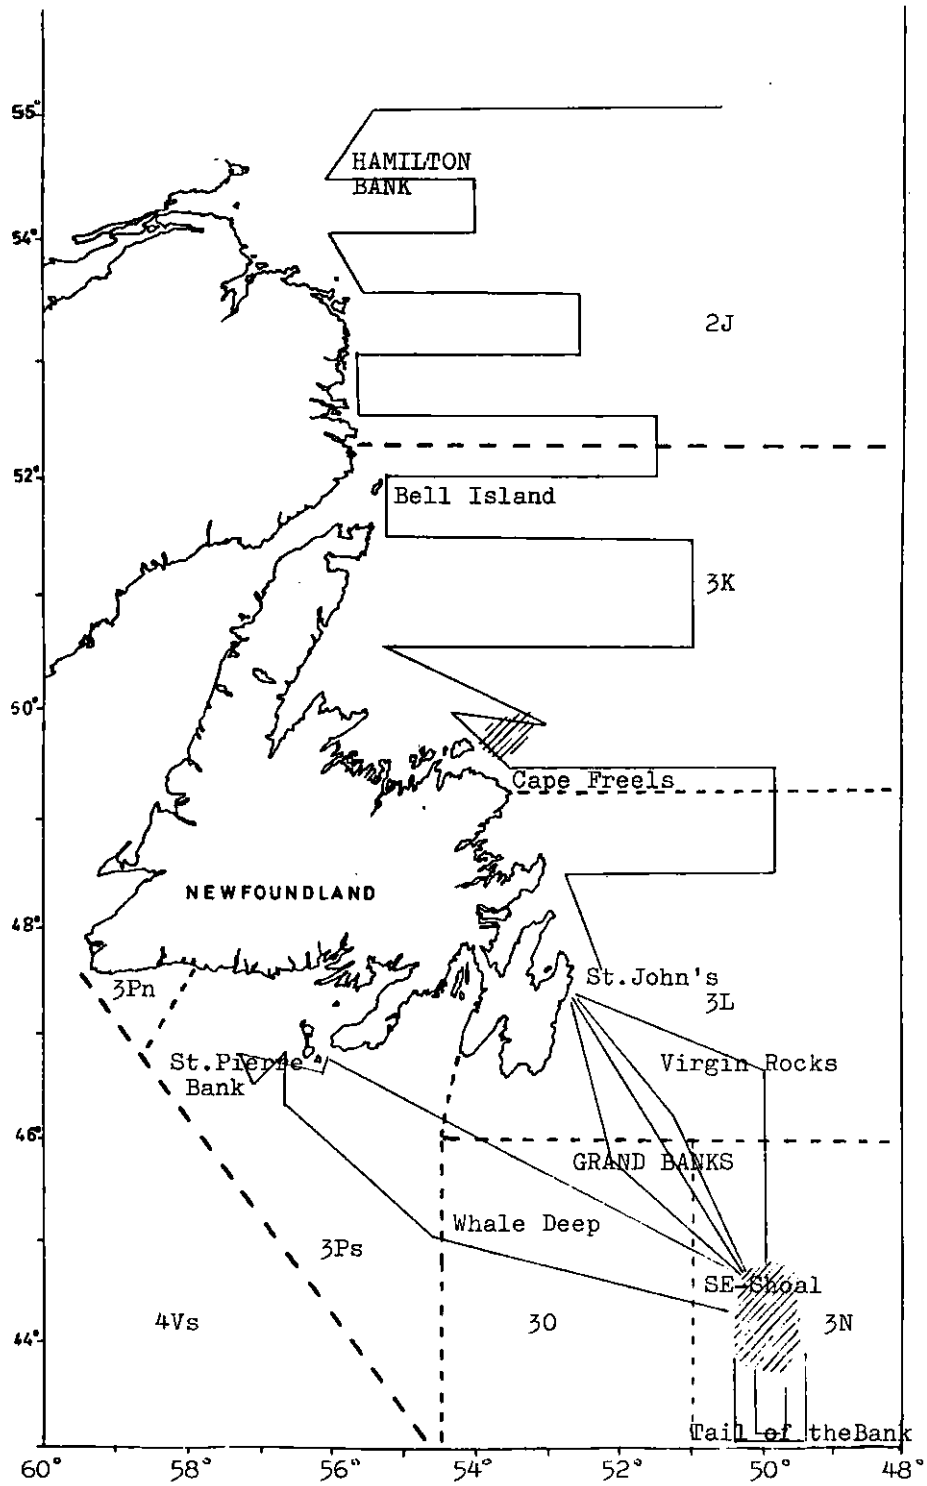 55°
HAMILTON
BANK
54°
2J
52°
Bell Island
3K
50°
Cape Freels
NEWFOUNDLAND
48°
St.John's
3Pn
3L
St.Pierre
Virgin Rocks
Bank
46°
GRAND BANKS
Whale Deep
3Ps
SE-Shoal
4Vs
3O
3N
44°
Tail of theBank
60° 58° 56° 54° 52° 50° 48°